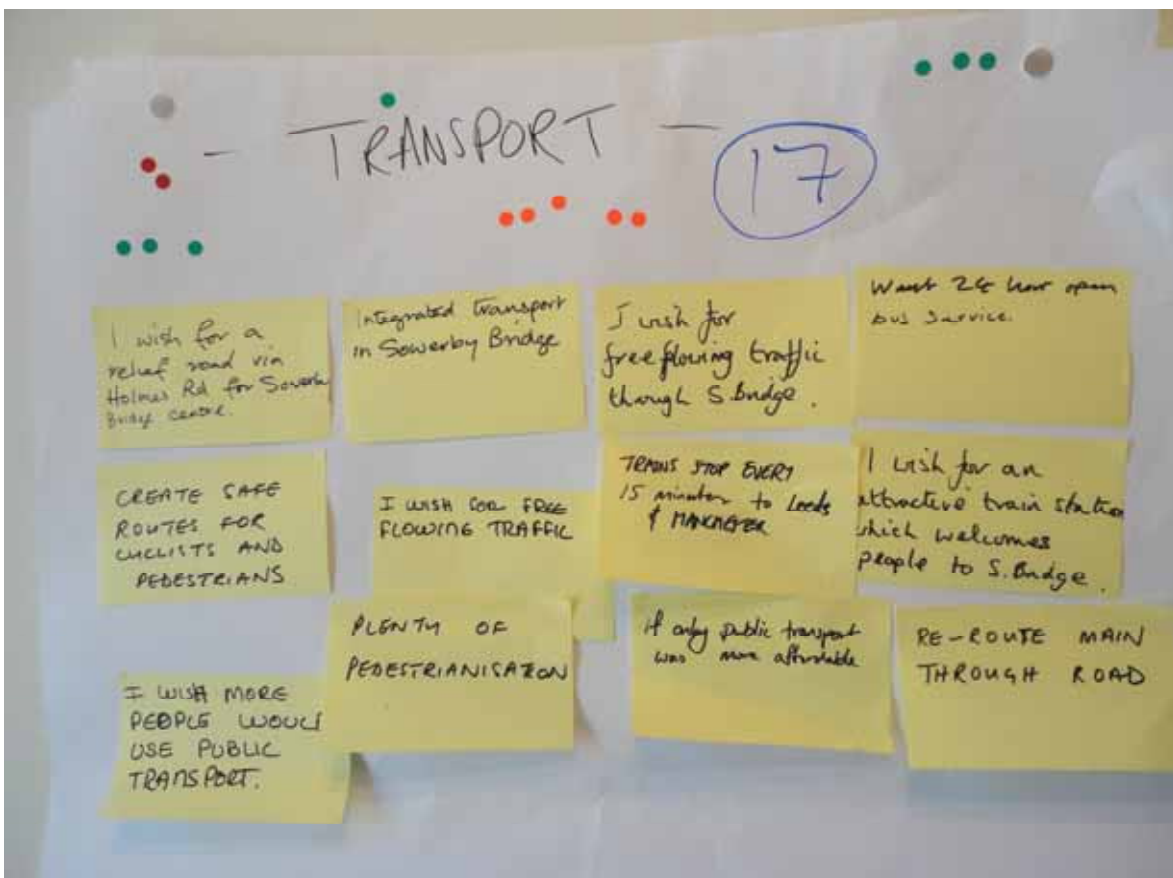 - TRANSPORT -
17
I wish for a
relief road via
Holmes Rd for Sowerb
Bridge centre.
Integrated transport
in Sowerby Bridge
I wish for
free flowing traffic
through S. Bridge.
Want 24 hour open
bus service.
CREATE SAFE
ROUTES FOR
CYCLISTS AND
PEDESTRIANS
I WISH FOR FREE
FLOWING TRAFFIC
TRAINS STOP EVERY
15 minutes to Leeds
& MANCHESTER
I wish for an
attractive train station
which welcomes
people to S. Bridge.
I WISH MORE
PEOPLE WOULD
USE PUBLIC
TRANSPORT.
PLENTY OF
PEDESTRIANISATION
if only public transport
was more affordable
RE-ROUTE MAIN
THROUGH ROAD